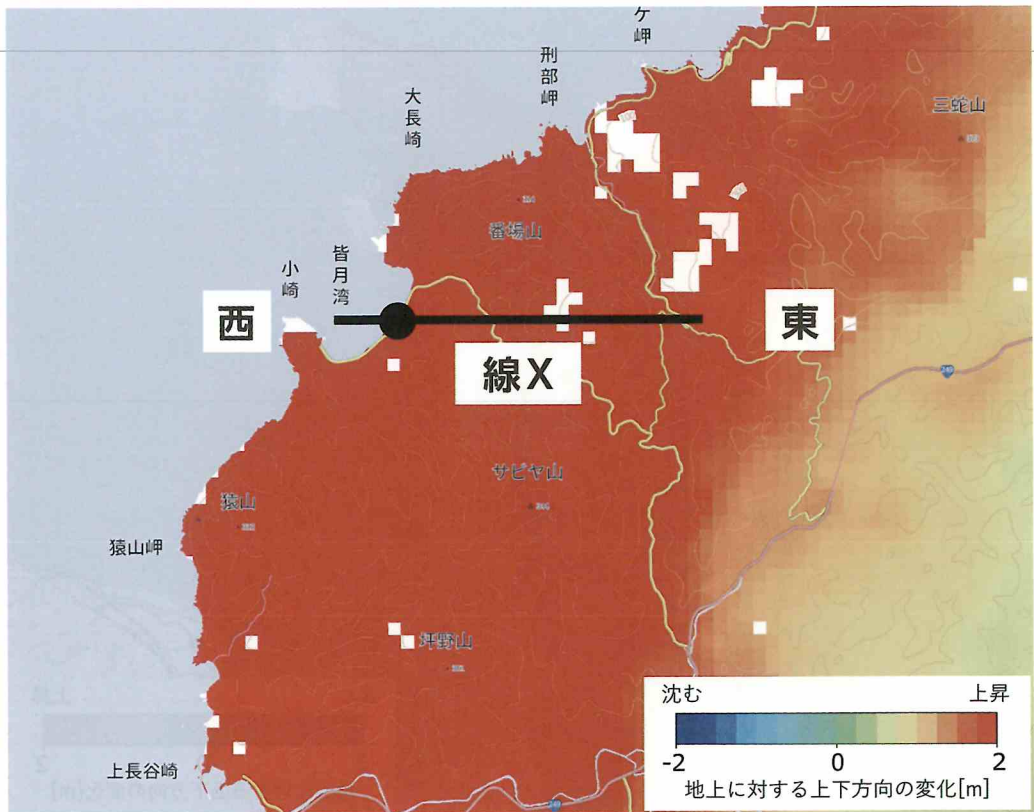 ケ岬
刑部岬
大長崎
三蛇山
番場山
皆月湾
小崎
西
東
線X
249
サビヤ山
猿山
猿山岬
坪野山
上長谷崎
249
沈む
上昇
-2
0
2
地上に対する上下方向の変化[m]